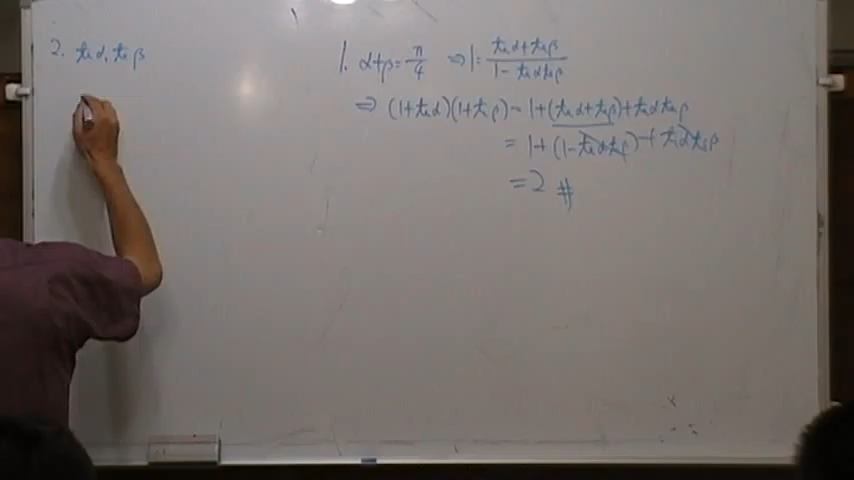 2. tanα, tanβ
1. α+β=π/4 ⇒ 1=(tanα+tanβ)/(1-tanαtanβ)
⇒ (1+tanα)(1+tanβ) = 1+(tanα+tanβ)+tanαtanβ
= 1+(1-tanαtanβ)+tanαtanβ
=2 #